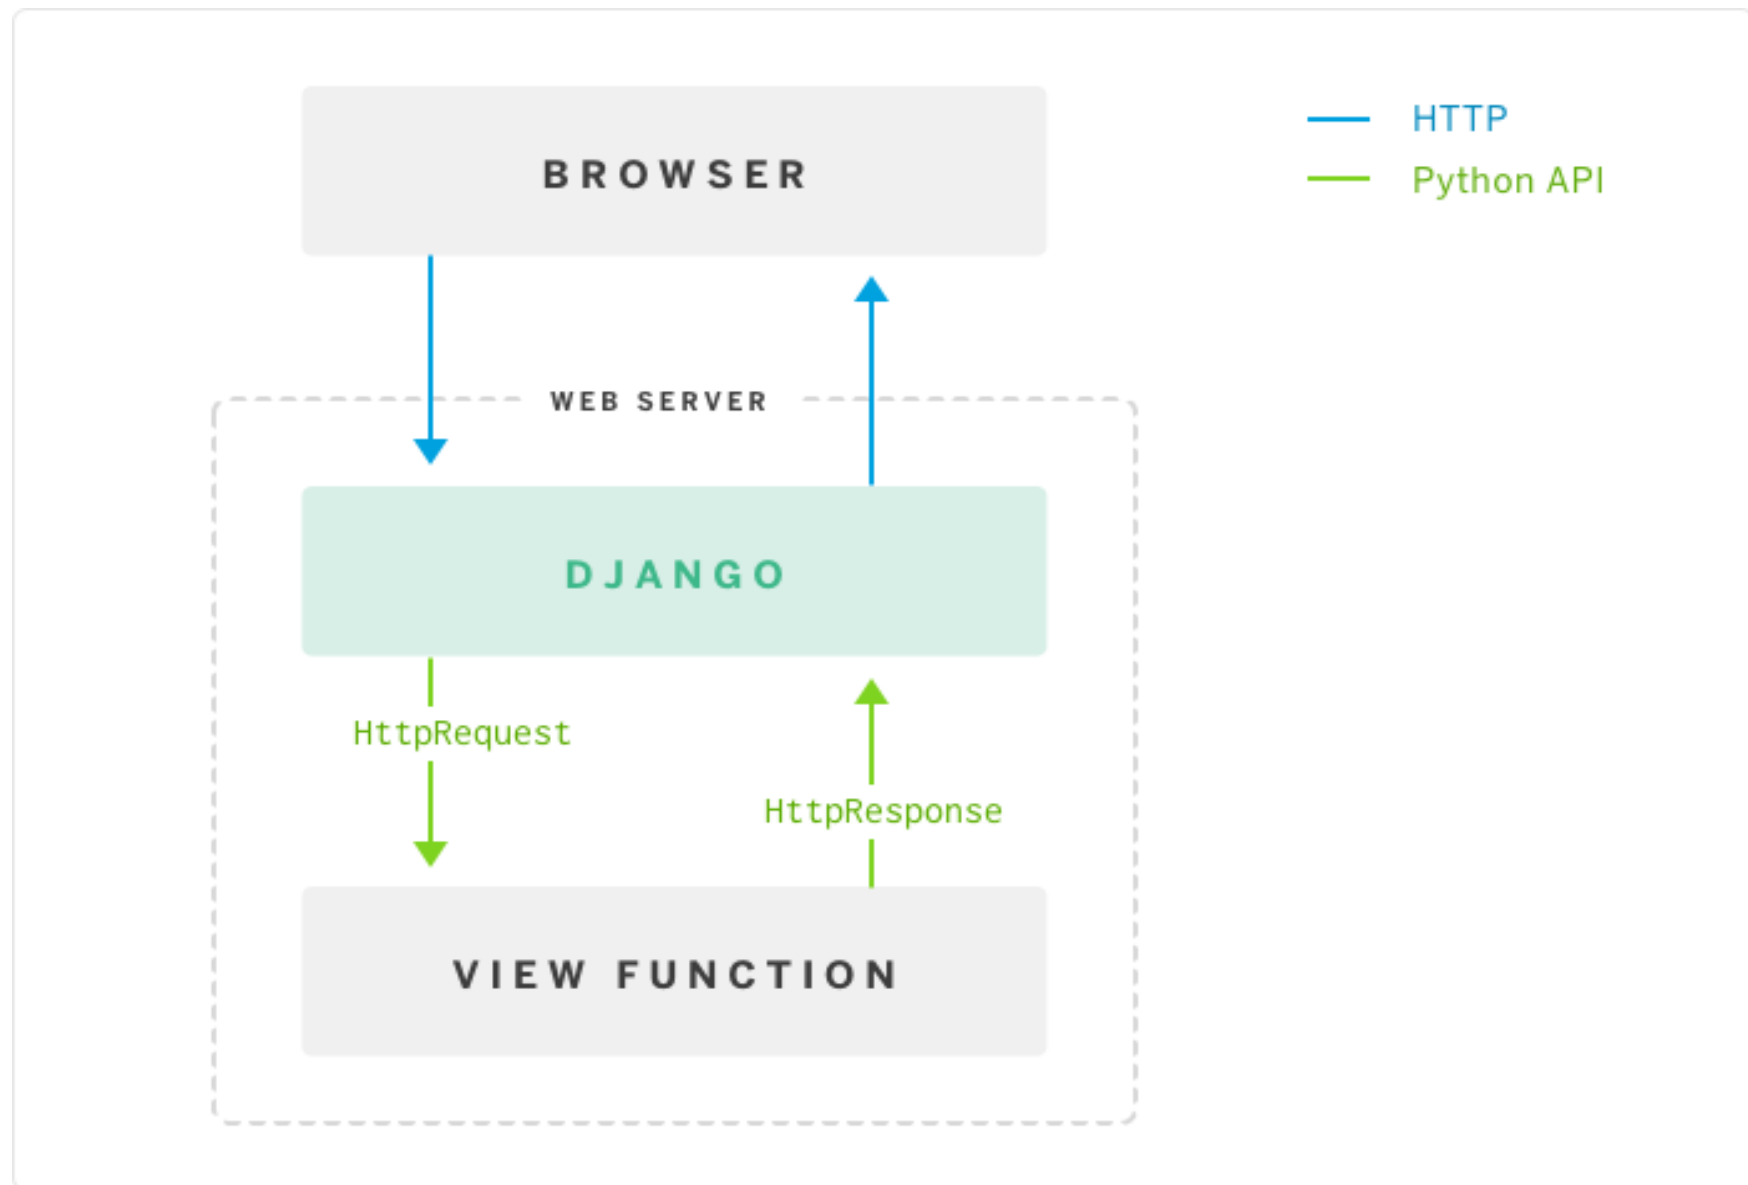 BROWSER
HTTP
Python API
WEB SERVER
DJANGO
HttpRequest
HttpResponse
VIEW FUNCTION